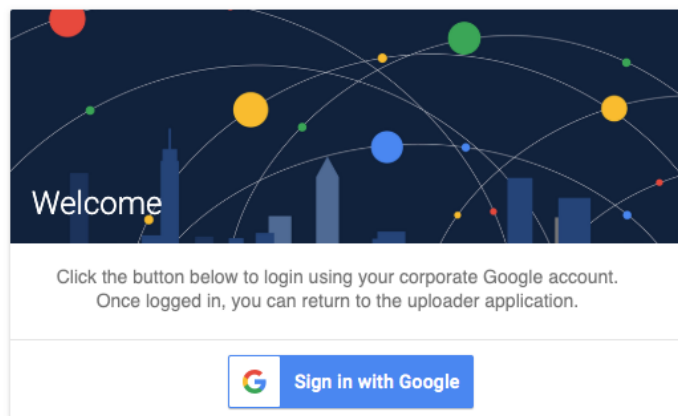 Welcome
Click the button below to login using your corporate Google account.
Once logged in, you can return to the uploader application.
Sign in with Google